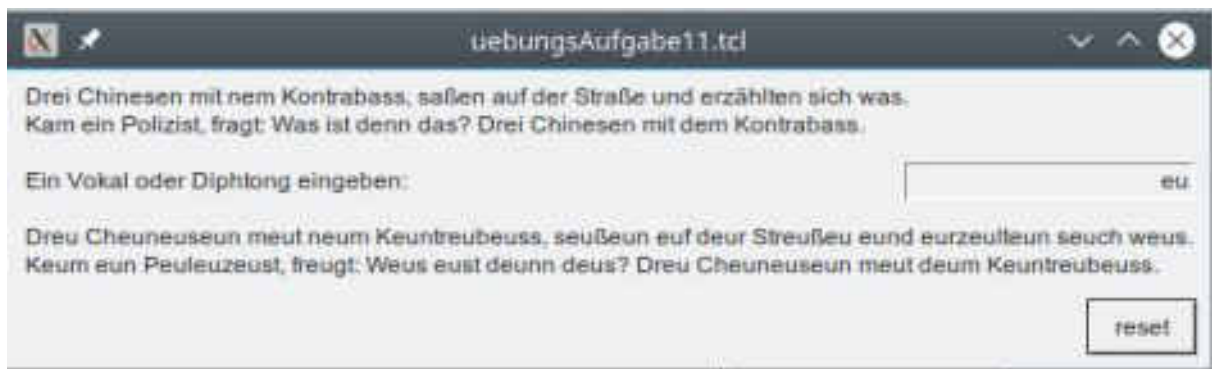 uebungsAufgabe11.tcl
Drei Chinesen mit nem Kontrabass, saßen auf der Straße und erzählten sich was.
Kam ein Polizist, fragt: Was ist denn das? Drei Chinesen mit dem Kontrabass.
Ein Vokal oder Diphtong eingeben:
eu
Dreu Cheuneuseun meut neum Keuntreubeuss, seußeun euf deur Streußeu eund eurzeulteun seuch weus.
Keum eun Peuleuzeust, freugt: Weus eust deunn deus? Dreu Cheuneuseun meut deum Keuntreubeuss.
reset